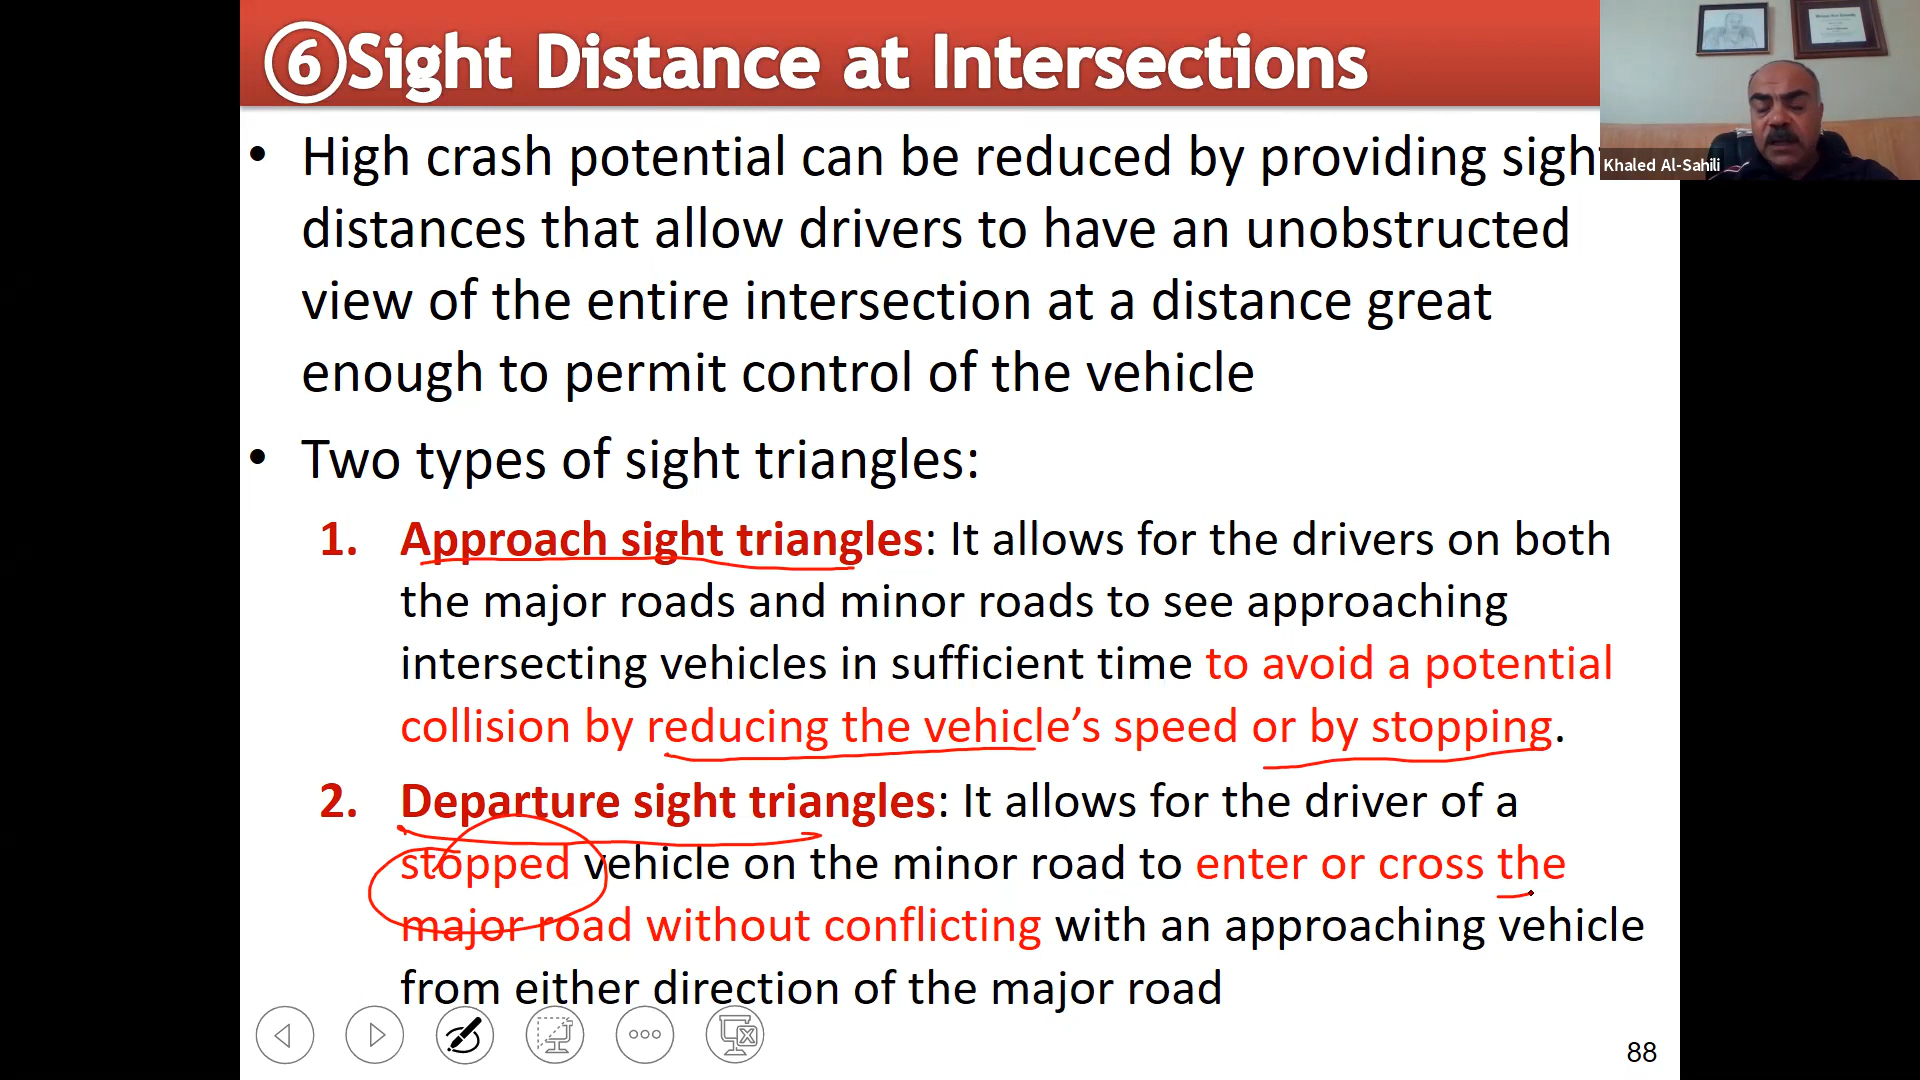 ⑥Sight Distance at Intersections
• High crash potential can be reduced by providing sigh
distances that allow drivers to have an unobstructed
view of the entire intersection at a distance great
enough to permit control of the vehicle
• Two types of sight triangles:
1. Approach sight triangles: It allows for the drivers on both
the major roads and minor roads to see approaching
intersecting vehicles in sufficient time to avoid a potential
collision by reducing the vehicle’s speed or by stopping.
2. Departure sight triangles: It allows for the driver of a
stopped vehicle on the minor road to enter or cross the
major road without conflicting with an approaching vehicle
from either direction of the major road
88
Khaled Al-Sahili